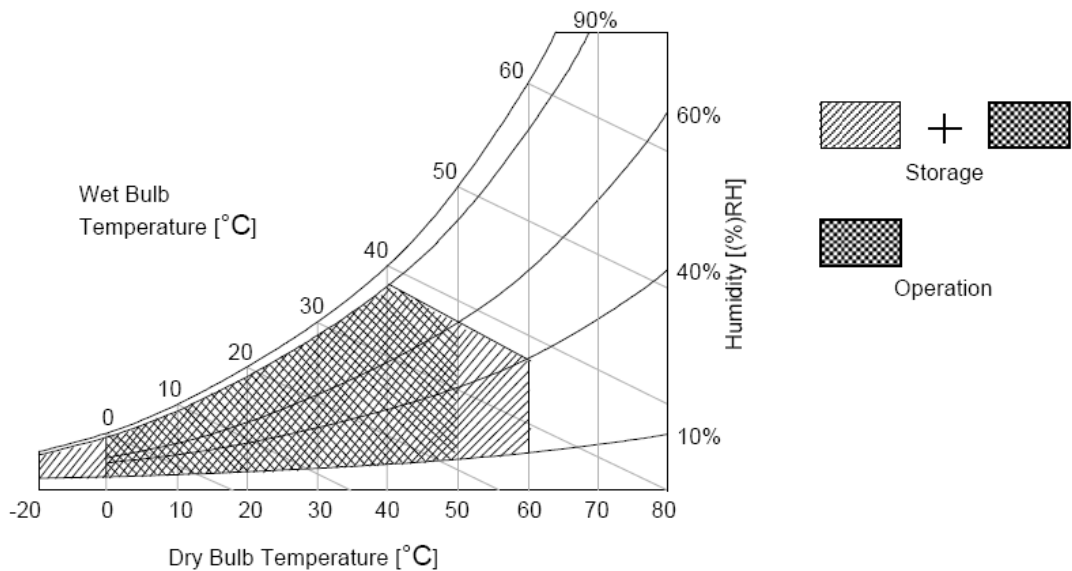 90%
60
60%
50
Wet Bulb
Temperature [°C]
40
40%
30
20
10
0
10%
Humidity [(%)RH]
-20 0 10 20 30 40 50 60 70 80
Dry Bulb Temperature [°C]
+
Storage
Operation